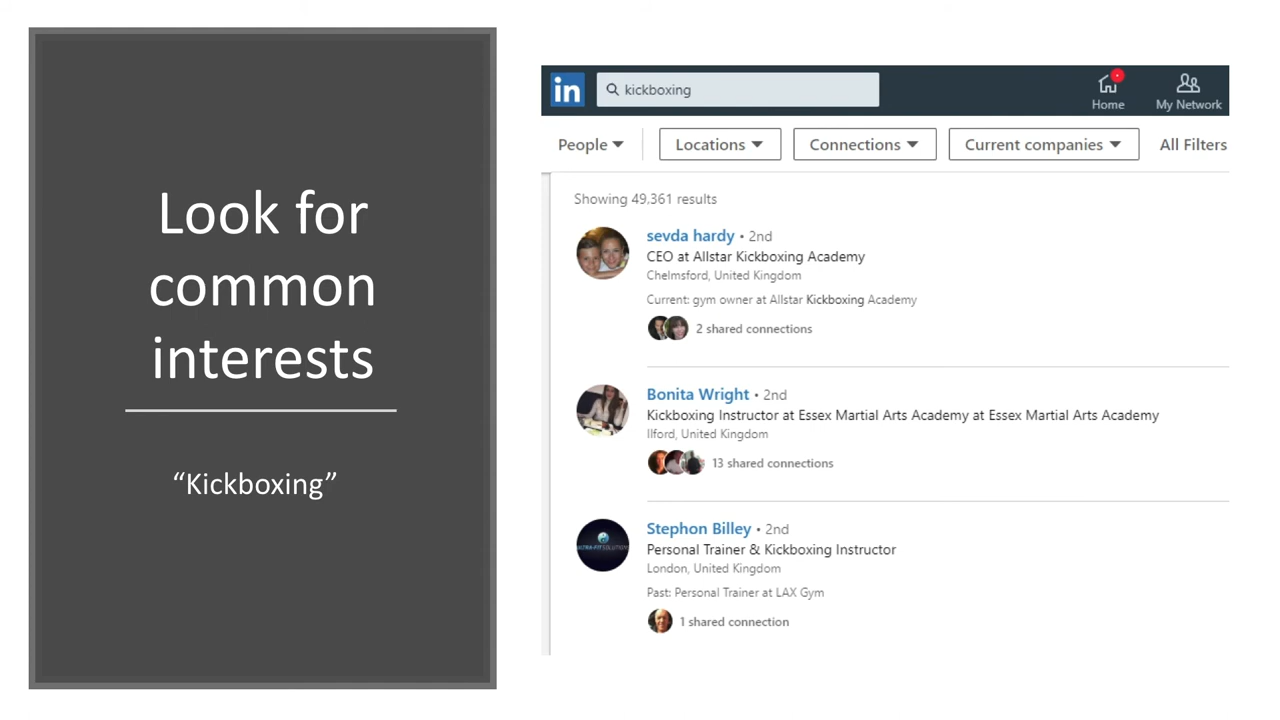 Look for
common
interests
“Kickboxing”
in
kickboxing
Home
My Network
People
Locations
Connections
Current companies
All Filters
Showing 49,361 results
sevda hardy • 2nd
CEO at Allstar Kickboxing Academy
Chelmsford, United Kingdom
Current: gym owner at Allstar Kickboxing Academy
2 shared connections
Bonita Wright • 2nd
Kickboxing Instructor at Essex Martial Arts Academy at Essex Martial Arts Academy
Ilford, United Kingdom
13 shared connections
Stephon Billey • 2nd
Personal Trainer & Kickboxing Instructor
London, United Kingdom
Past: Personal Trainer at LAX Gym
1 shared connection